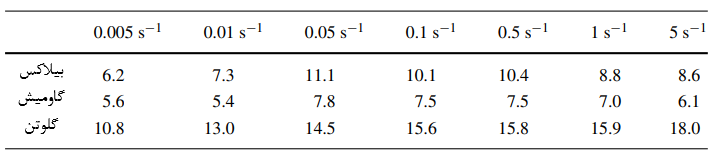 0.005 s⁻¹ 0.01 s⁻¹ 0.05 s⁻¹ 0.1 s⁻¹ 0.5 s⁻¹ 1 s⁻¹ 5 s⁻¹
بیلاکس 6.2 7.3 11.1 10.1 10.4 8.8 8.6
گاومیش 5.6 5.4 7.8 7.5 7.5 7.0 6.1
گلوتن 10.8 13.0 14.5 15.6 15.8 15.9 18.0